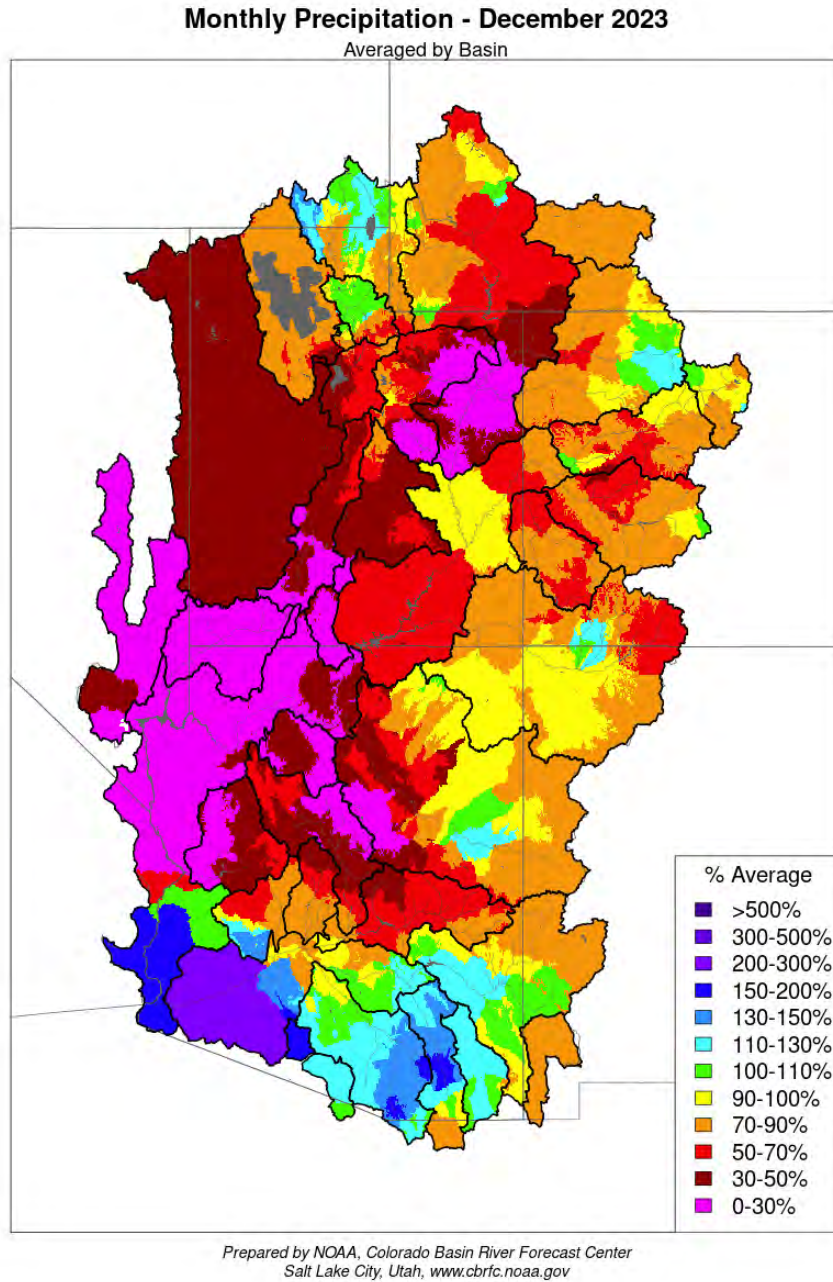 Monthly Precipitation - December 2023
Averaged by Basin
% Average
>500%
300-500%
200-300%
150-200%
130-150%
110-130%
100-110%
90-100%
70-90%
50-70%
30-50%
0-30%
Prepared by NOAA, Colorado Basin River Forecast Center
Salt Lake City, Utah, www.cbrfc.noaa.gov